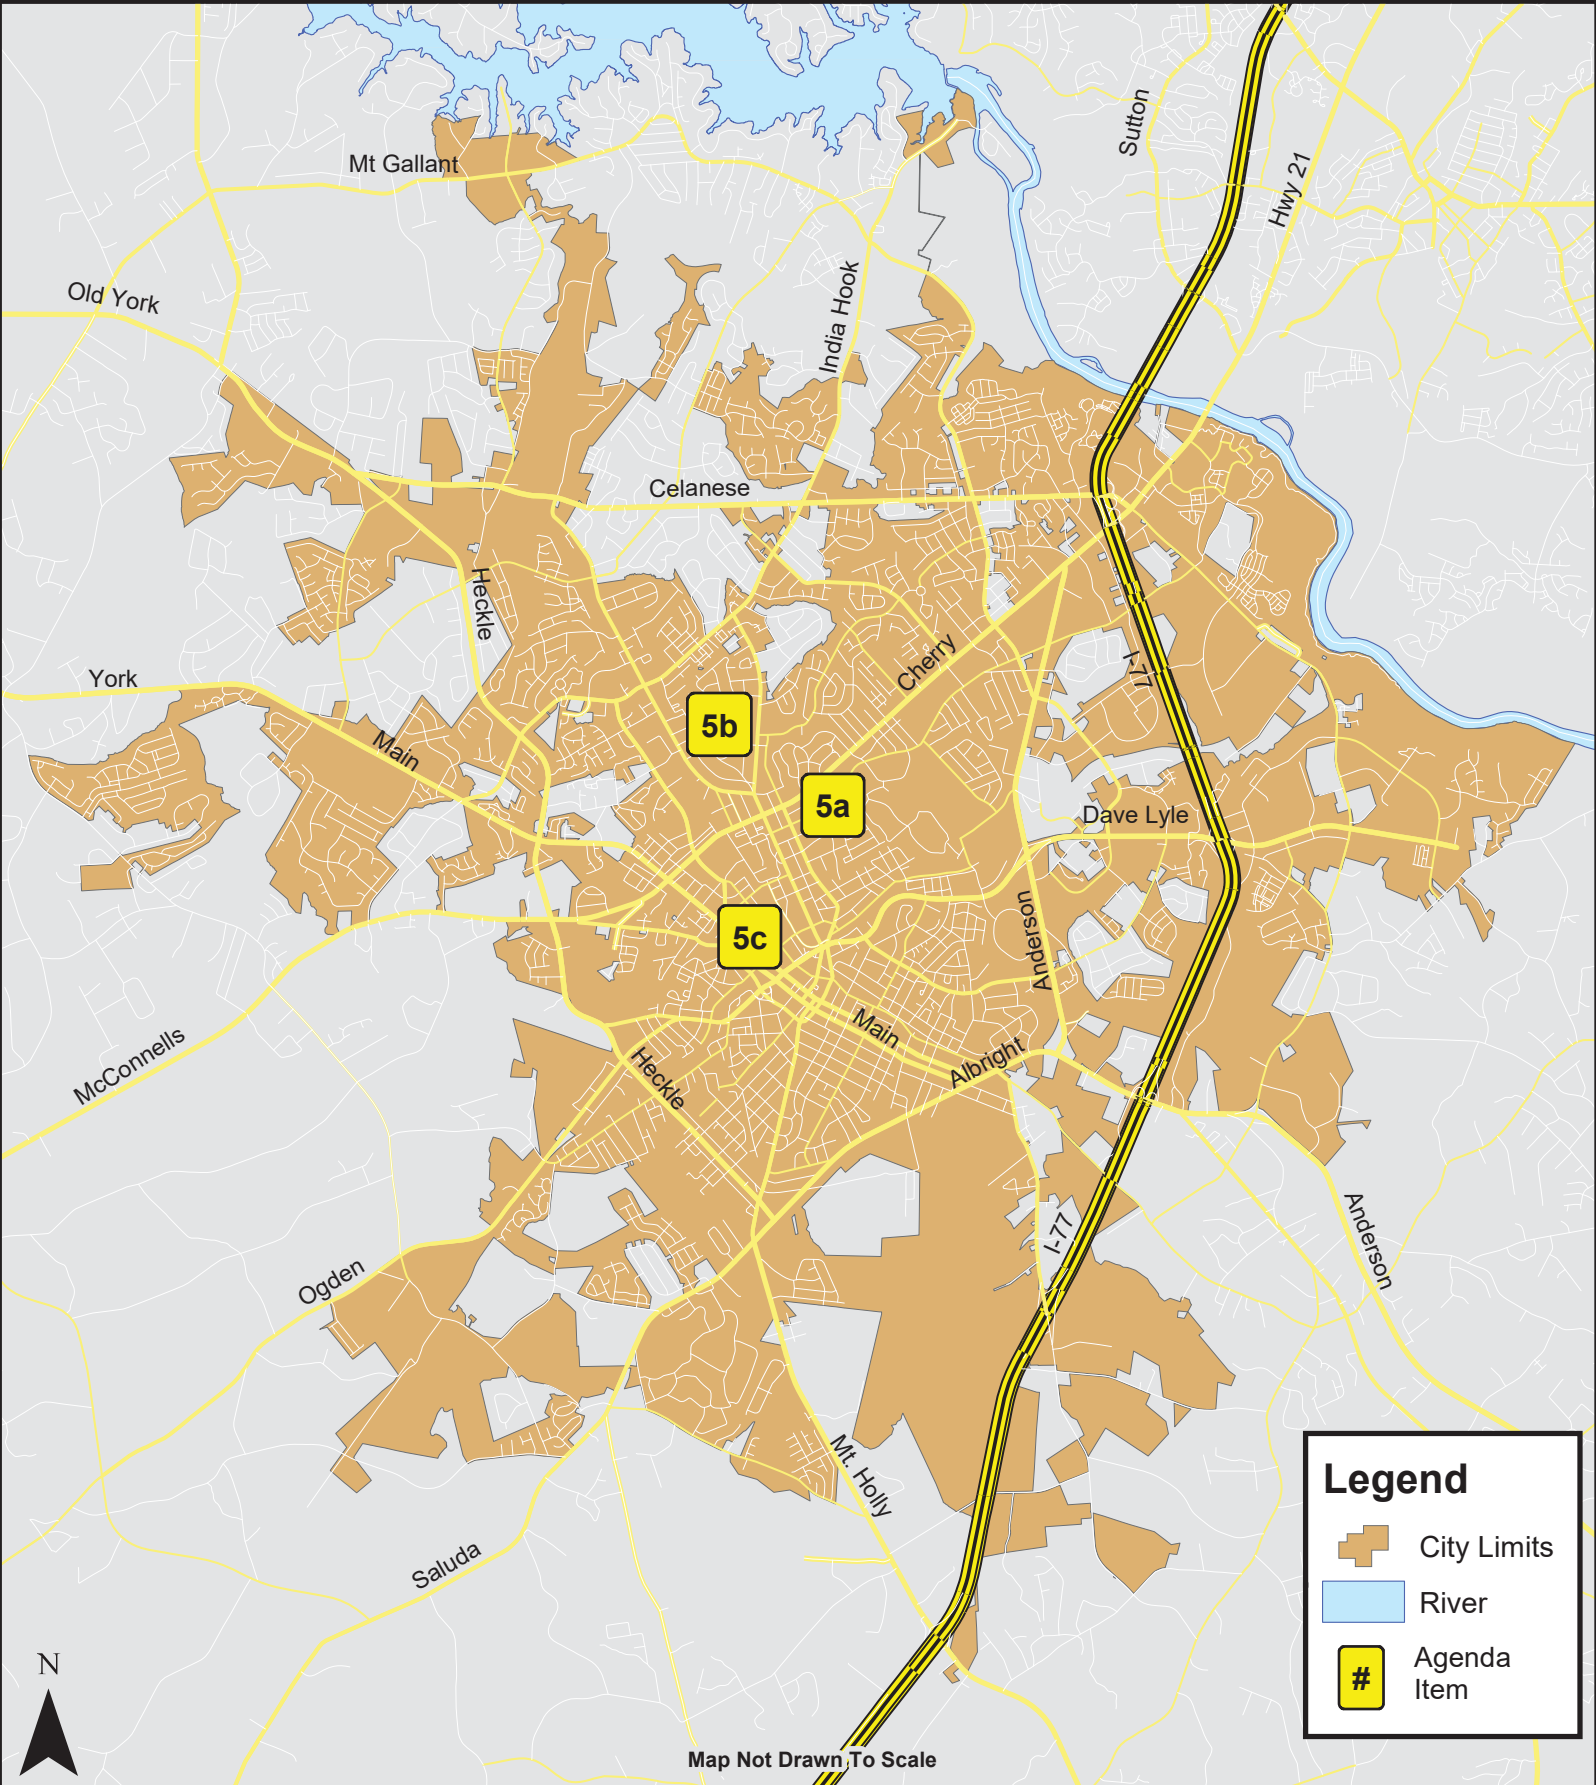 Sutton
Hwy 21
Mt Gallant
Old York
India Hook
Celanese
Heckle
Cherry
I-77
York
Main
5b
5a
Dave Lyle
5c
Anderson
Main
Albright
McConnells
Heckle
I-77
Anderson
Ogden
Mt. Holly
Saluda
Legend
City Limits
River
#
Agenda
Item
N
Map Not Drawn To Scale